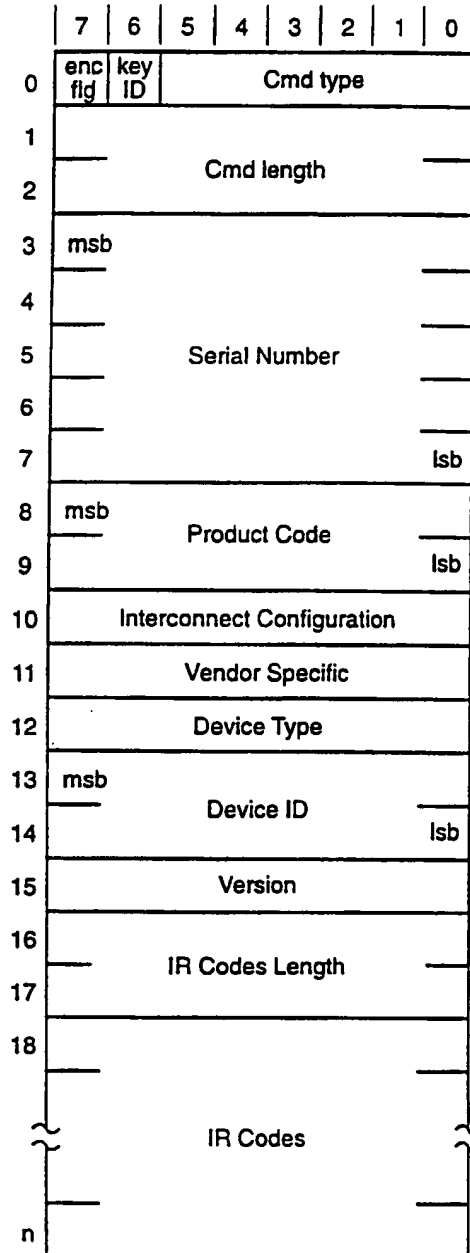 7 6 5 4 3 2 1 0
0 enc flg key ID Cmd type
1
Cmd length
2
3 msb
4
5 Serial Number
6
7 lsb
8 msb
Product Code
9 lsb
10 Interconnect Configuration
11 Vendor Specific
12 Device Type
13 msb
Device ID
14 lsb
15 Version
16
IR Codes Length
17
18
IR Codes
n